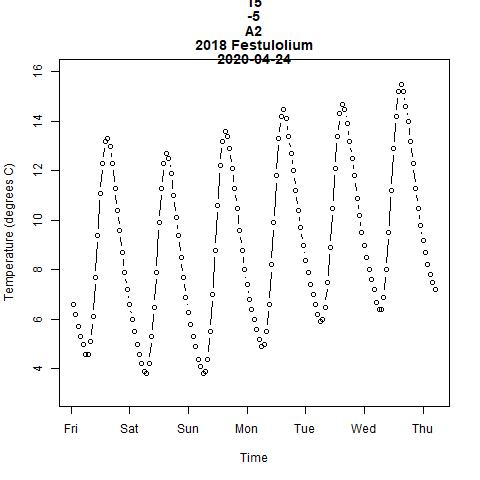 15
-5
A2
2018 Festulolium
2020-04-24
Temperature (degrees C)
16
14
12
10
8
6
4
Fri Sat Sun Mon Tue Wed Thu
Time